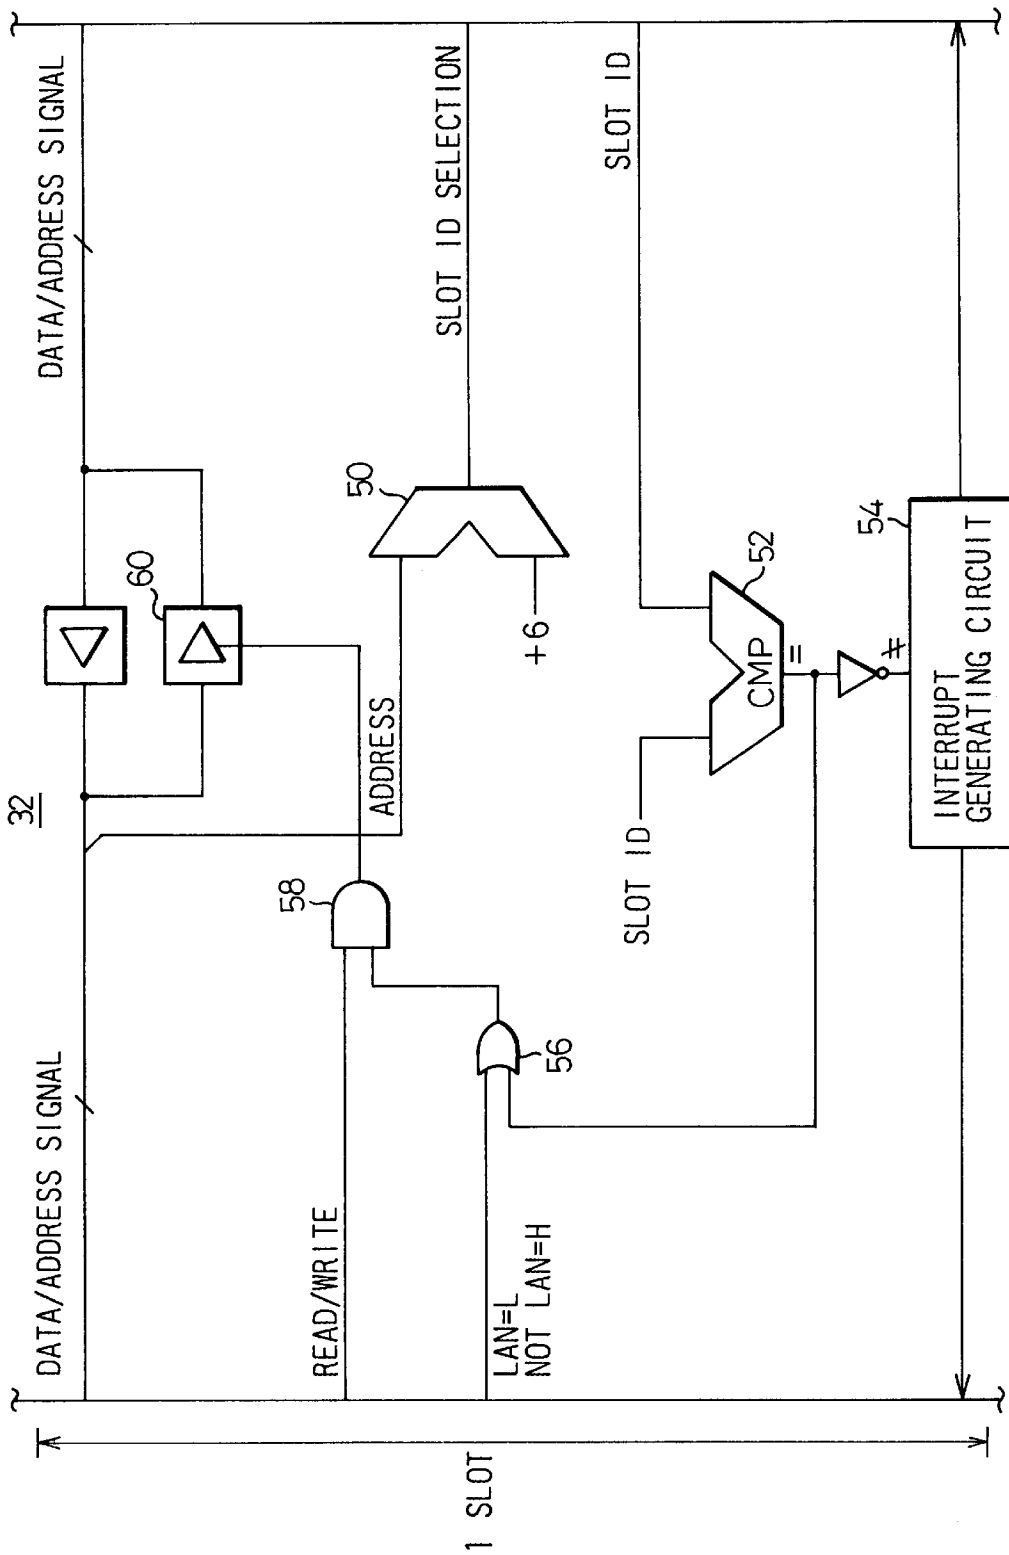 32
DATA/ADDRESS SIGNAL
DATA/ADDRESS SIGNAL
60
READ/WRITE
58
ADDRESS
50
SLOT ID SELECTION
+6
LAN=L
NOT LAN=H
56
1 SLOT
SLOT ID
SLOT ID
CMP
52
=
≠
54
INTERRUPT
GENERATING CIRCUIT